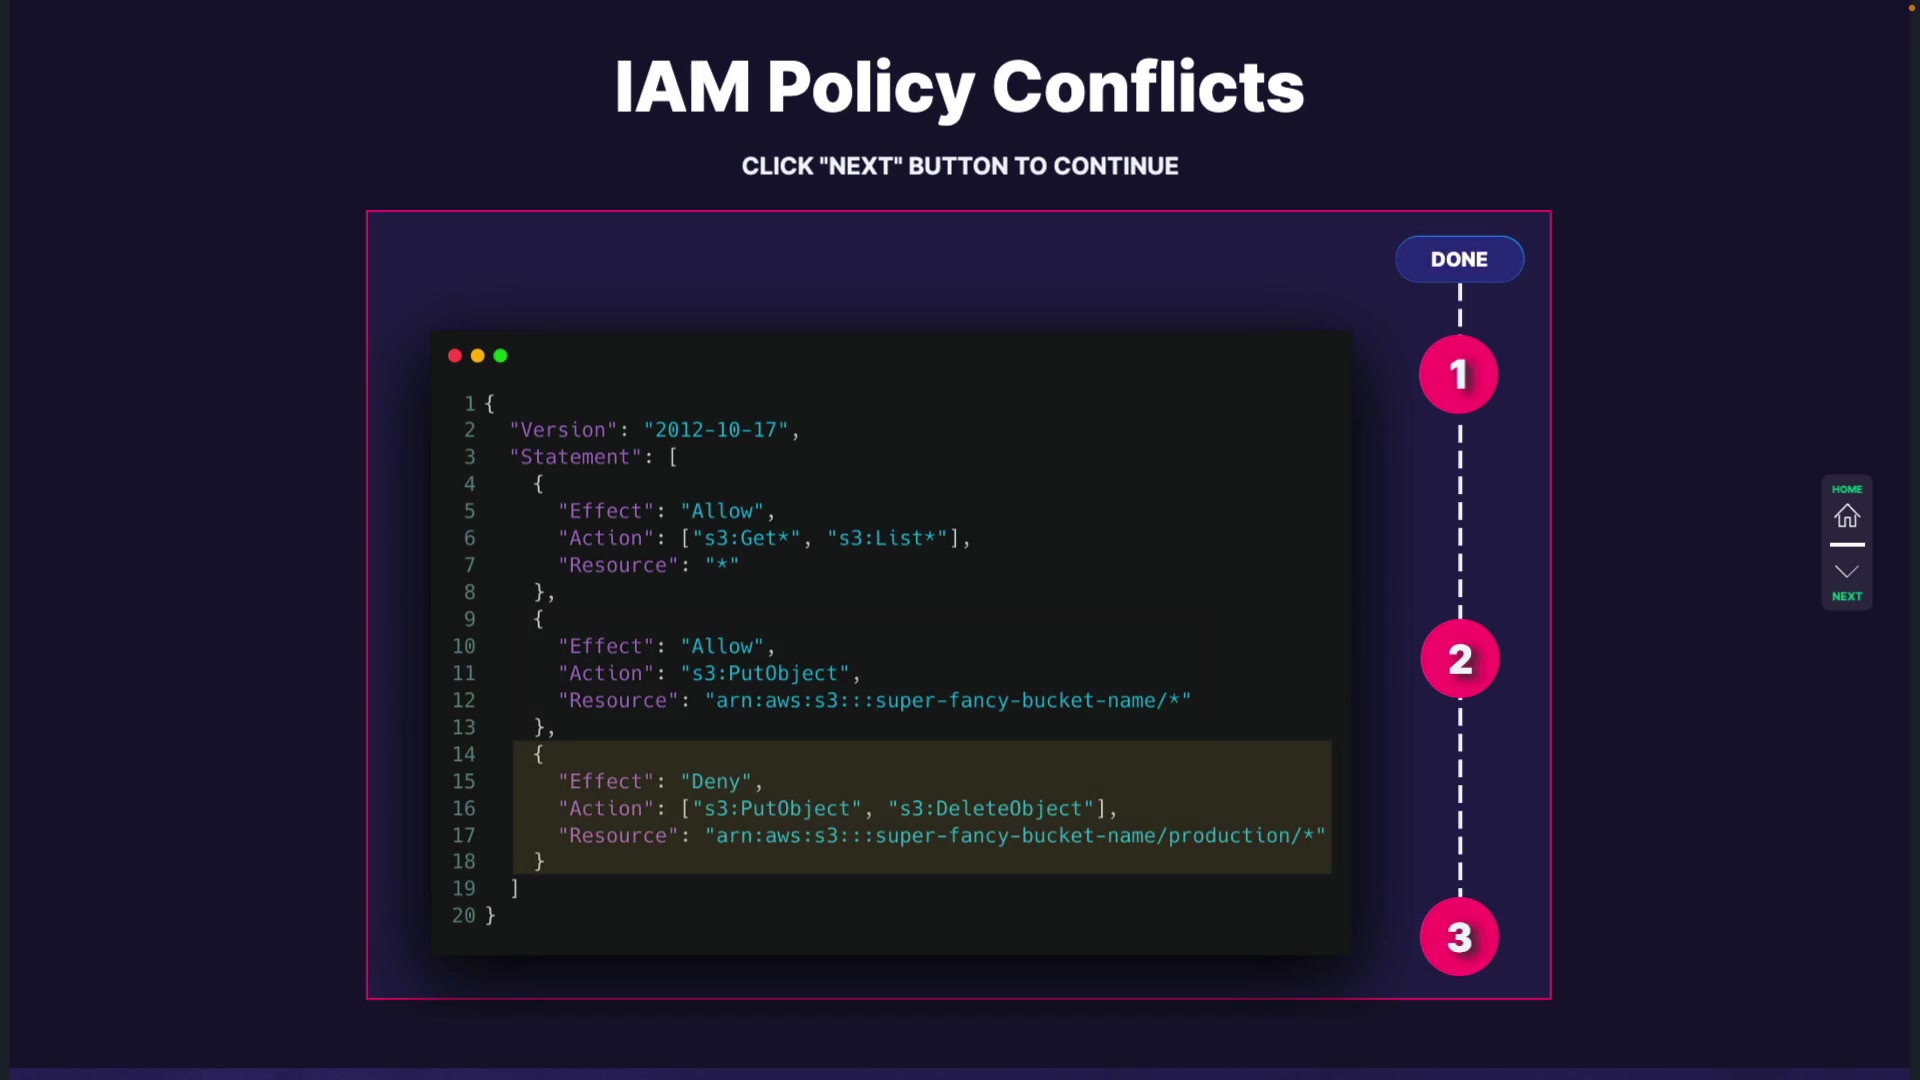 IAM Policy Conflicts
CLICK "NEXT" BUTTON TO CONTINUE
DONE
1
2
3
1 {
2   "Version": "2012-10-17",
3   "Statement": [
4     {
5       "Effect": "Allow",
6       "Action": ["s3:Get*", "s3:List*"],
7       "Resource": "*"
8     },
9     {
10       "Effect": "Allow",
11       "Action": "s3:PutObject",
12       "Resource": "arn:aws:s3:::super-fancy-bucket-name/*"
13     },
14     {
15       "Effect": "Deny",
16       "Action": ["s3:PutObject", "s3:DeleteObject"],
17       "Resource": "arn:aws:s3:::super-fancy-bucket-name/production/*"
18     }
19   ]
20 }
HOME
NEXT